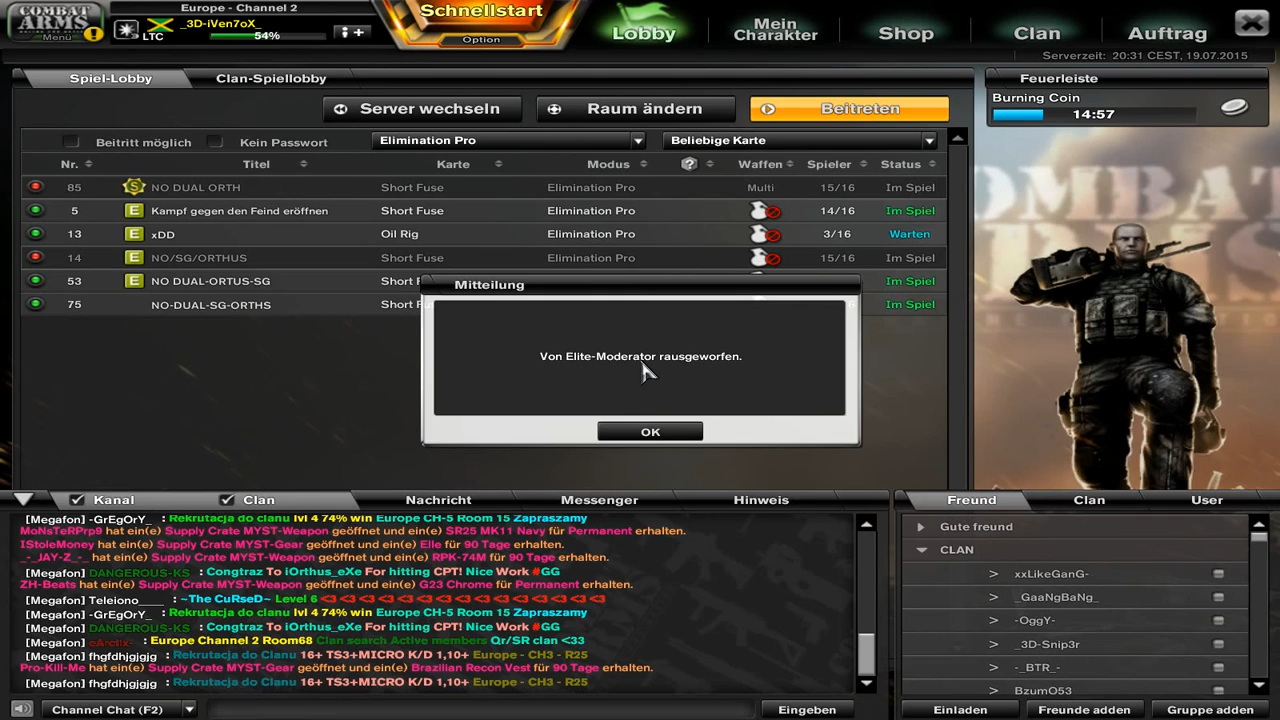 COMBAT ARMS
Menü
Europe - Channel 2
_3D-iVen7oX_
LTC
54%
Schnellstart
Option
Lobby
Mein Charakter
Shop
Clan
Auftrag
Serverzeit: 20:31 CEST, 19.07.2015
Spiel-Lobby
Clan-Spiellobby
Feuerleiste
Burning Coin
14:57
Server wechseln
Raum ändern
Beitreten
Beitritt möglich
Kein Passwort
Elimination Pro
Beliebige Karte
Nr. Titel Karte Modus Waffen Spieler Status
85 S NO DUAL ORTH Short Fuse Elimination Pro Multi 15/16 Im Spiel
5 E Kampf gegen den Feind eröffnen Short Fuse Elimination Pro 14/16 Im Spiel
13 E xDD Oil Rig Elimination Pro 3/16 Warten
14 E NO/SG/ORTHUS Short Fuse Elimination Pro 15/16 Im Spiel
53 E NO DUAL-ORTUS-SG Short F Im Spiel
75 NO-DUAL-SG-ORTHS Short Im Spiel
Mitteilung
Von Elite-Moderator rausgeworfen.
OK
Kanal
Clan
Nachricht
Messenger
Hinweis
[Megafon] -GrEgOrY_ : Rekrutacja do clanu lvl 4 74% win Europe CH-5 Room 15 Zapraszamy
MoNsTeRPrp9 hat ein(e) Supply Crate MYST-Weapon geöffnet und ein(e) SR25 MK11 Navy für Permanent erhalten.
IStoleMoney hat ein(e) Supply Crate MYST-Gear geöffnet und ein(e) Elle für 90 Tage erhalten.
-_JAY-Z_-_ hat ein(e) Supply Crate MYST-Weapon geöffnet und ein(e) RPK-74M für 90 Tage erhalten.
[Megafon] DANGEROUS-KS : Congtraz To iOrthus_eXe For hitting CPT! Nice Work #GG
ZH-Beats hat ein(e) Supply Crate MYST-Weapon geöffnet und ein(e) G23 Chrome für Permanent erhalten.
[Megafon] Teleiono___ : ~The CuRseD~ Level 6 <3 <3 <3 <3 <3 <3 <3 <3 <3 <3 <3
[Megafon] -GrEgOrY_ : Rekrutacja do clanu lvl 4 74% win Europe CH-5 Room 15 Zapraszamy
[Megafon] DANGEROUS-KS : Congtraz To iOrthus_eXe For hitting CPT! Nice Work #GG
[Megafon] : Europe Channel 2 Room68 Clan search Active members Qr/SR clan <33
[Megafon] fhgfdhjgjgjg : Rekrutacja do Clanu 16+ TS3+MICRO K/D 1,10+ Europe - CH3 - R25
Pro-Kill-Me hat ein(e) Supply Crate MYST-Gear geöffnet und ein(e) Brazilian Recon Vest für 90 Tage erhalten.
[Megafon] fhgfdhjgjgjg : Rekrutacja do Clanu 16+ TS3+MICRO K/D 1,10+ Europe - CH3 - R25
Channel Chat (F2)
Eingeben
Freund
Clan
User
Gute freund
CLAN
> xxLikeGanG-
> _GaaNgBaNg_
> -OggY-
> _3D-Snip3r
> -_BTR_-
> BzumO53
Einladen
Freunde adden
Gruppe adden